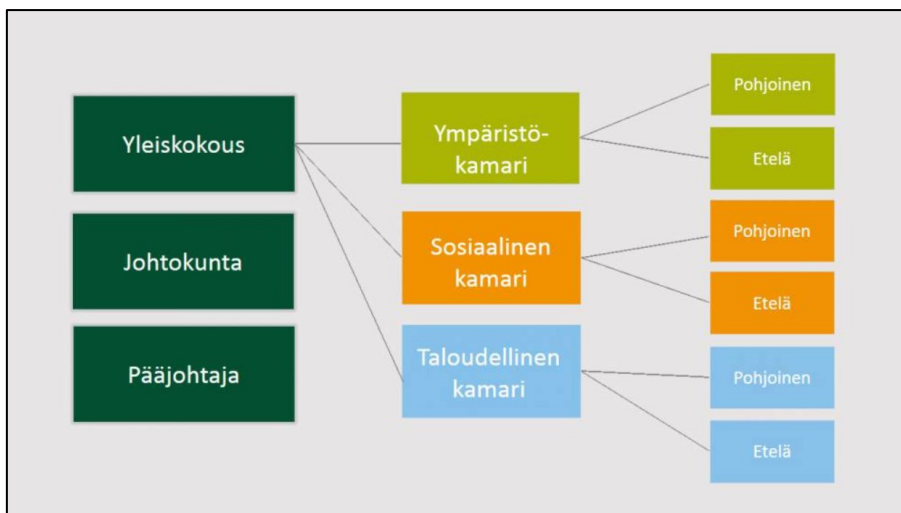 Yleiskokous
Johtokunta
Pääjohtaja
Ympäristö-
kamari
Sosiaalinen
kamari
Taloudellinen
kamari
Pohjoinen
Etelä
Pohjoinen
Etelä
Pohjoinen
Etelä